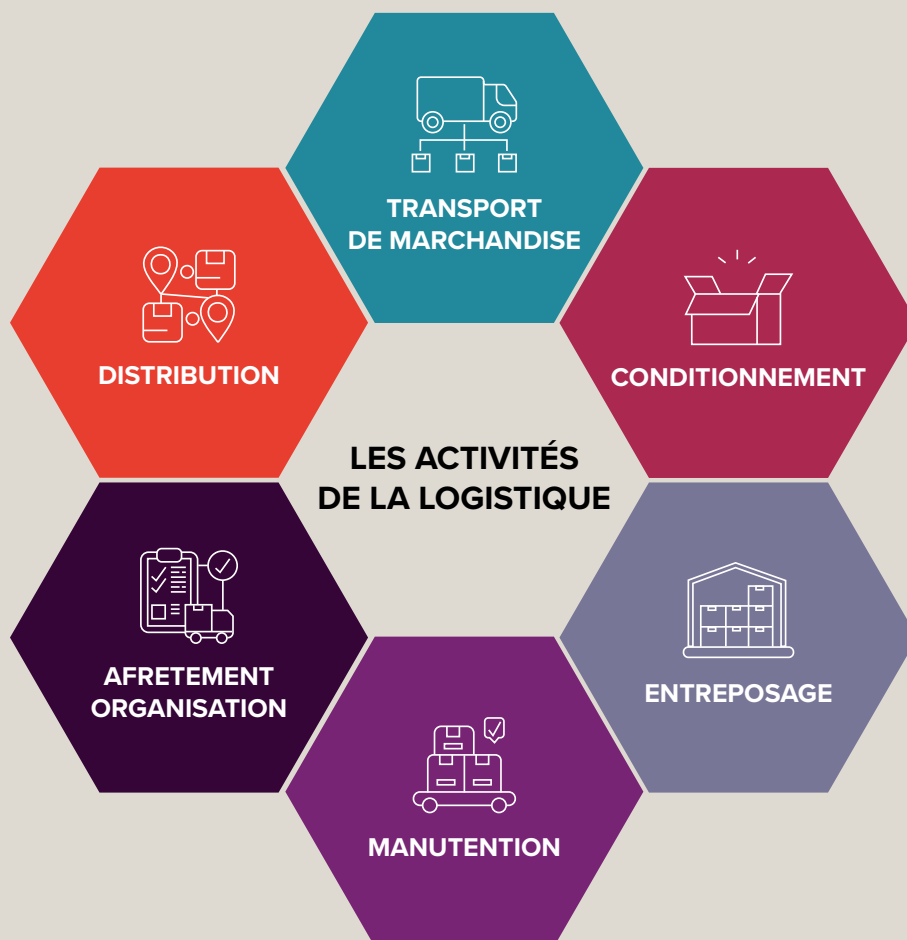 TRANSPORT
DE MARCHANDISE
DISTRIBUTION
CONDITIONNEMENT
LES ACTIVITÉS
DE LA LOGISTIQUE
AFRETEMENT
ORGANISATION
ENTREPOSAGE
MANUTENTION